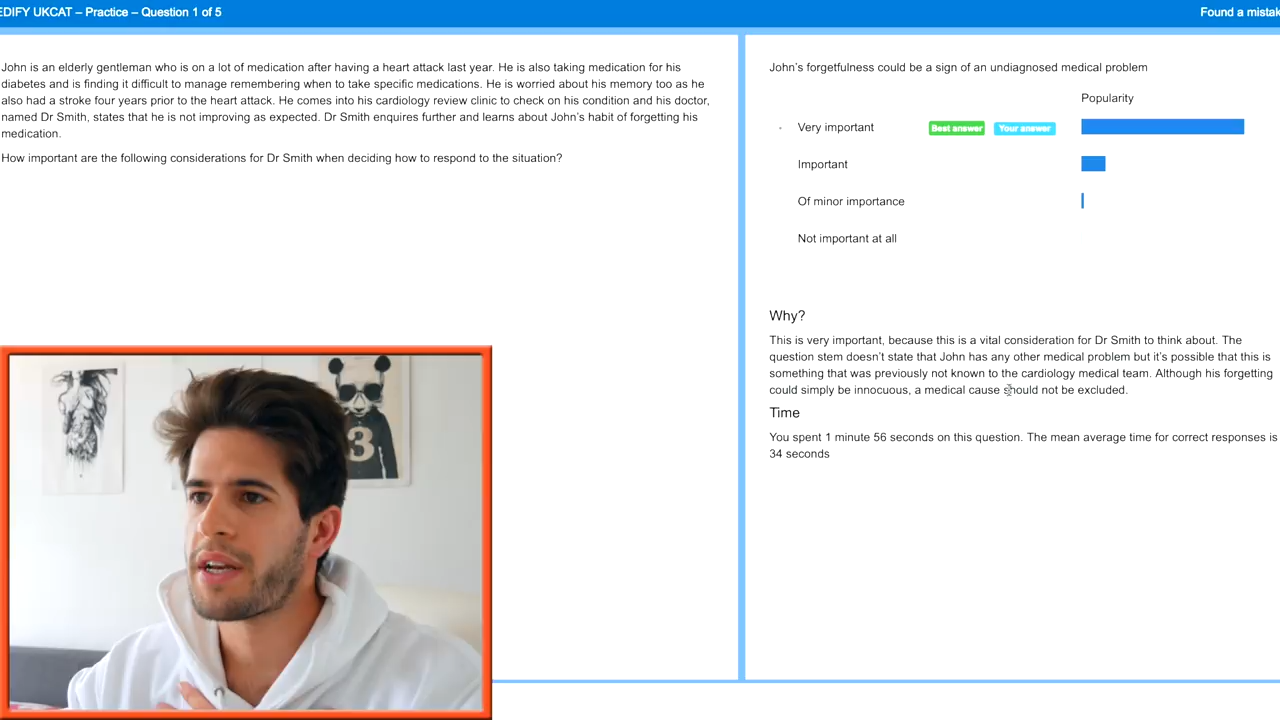 EDIFY UKCAT – Practice – Question 1 of 5
Found a mistak
John is an elderly gentleman who is on a lot of medication after having a heart attack last year. He is also taking medication for his
diabetes and is finding it difficult to manage remembering when to take specific medications. He is worried about his memory too as he
also had a stroke four years prior to the heart attack. He comes into his cardiology review clinic to check on his condition and his doctor,
named Dr Smith, states that he is not improving as expected. Dr Smith enquires further and learns about John's habit of forgetting his
medication.
How important are the following considerations for Dr Smith when deciding how to respond to the situation?
John's forgetfulness could be a sign of an undiagnosed medical problem
Popularity
Very important Best answer Your answer
Important
Of minor importance
Not important at all
Why?
This is very important, because this is a vital consideration for Dr Smith to think about. The
question stem doesn't state that John has any other medical problem but it's possible that this is
something that was previously not known to the cardiology medical team. Although his forgetting
could simply be innocuous, a medical cause should not be excluded.
Time
You spent 1 minute 56 seconds on this question. The mean average time for correct responses is
34 seconds
3